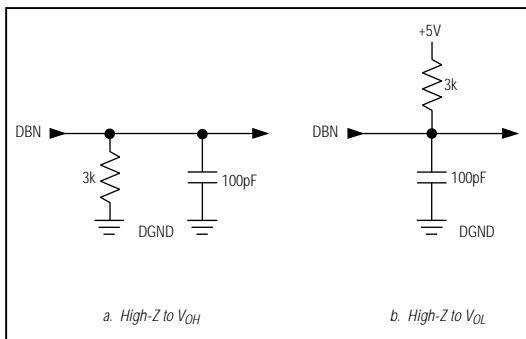 +5V
3k
DBN
DBN
3k
100pF
100pF
DGND
DGND
a. High-Z to VOH
b. High-Z to VOL